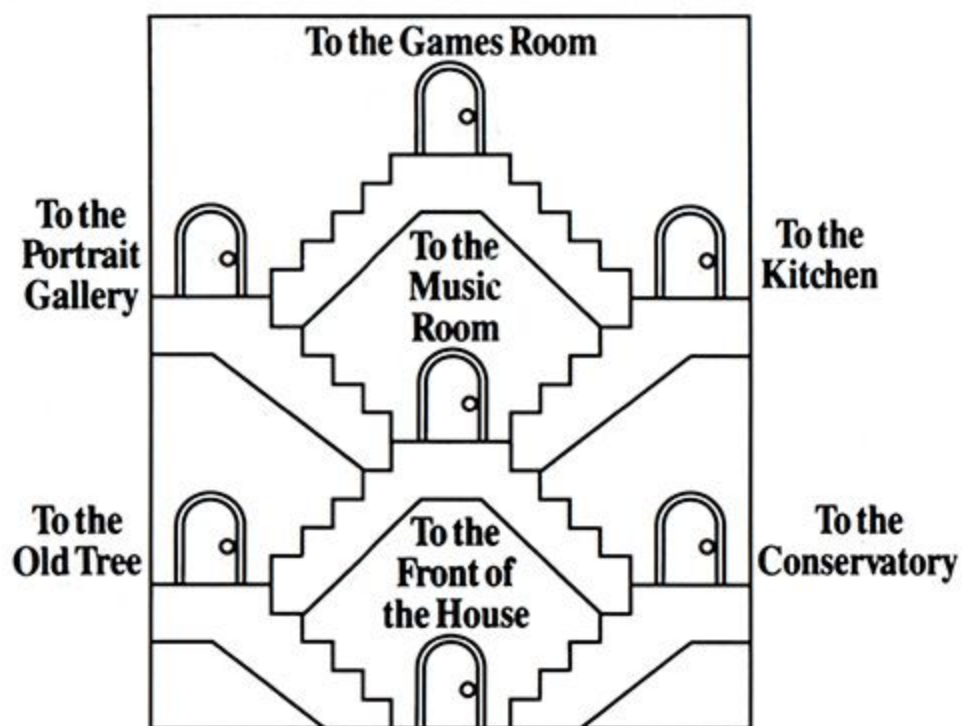 To the Games Room
To the
Portrait
Gallery
To the
Music
Room
To the
Kitchen
To the
Old Tree
To the
Front of
the House
To the
Conservatory